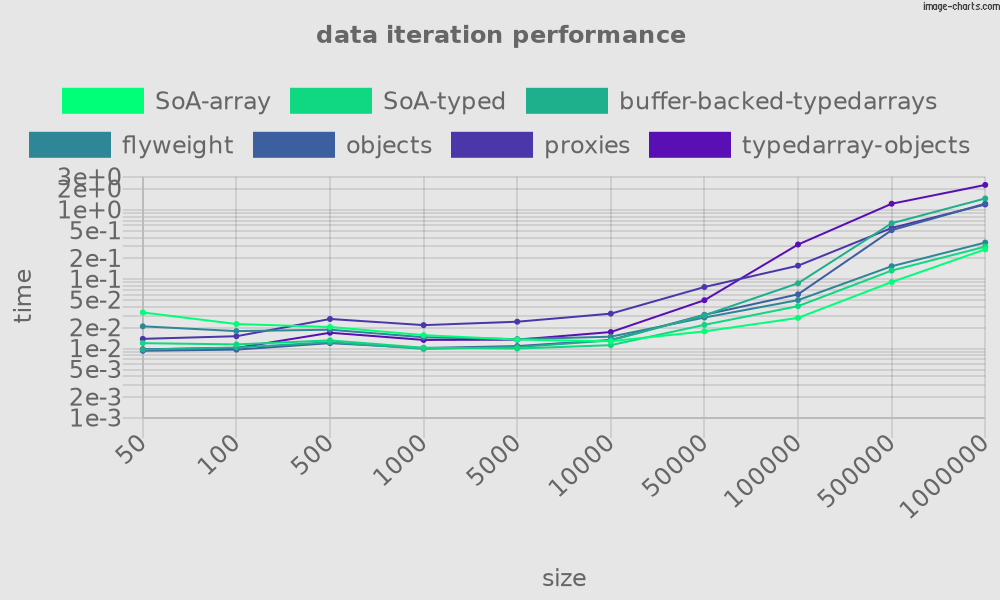 image-charts.com
data iteration performance
SoA-array SoA-typed buffer-backed-typedarrays
flyweight objects proxies typedarray-objects
3e+0
2e+0
1e+0
5e-1
2e-1
1e-1
5e-2
2e-2
1e-2
5e-3
2e-3
1e-3
time
50 100 500 1000 5000 10000 50000 100000 500000 1000000
size